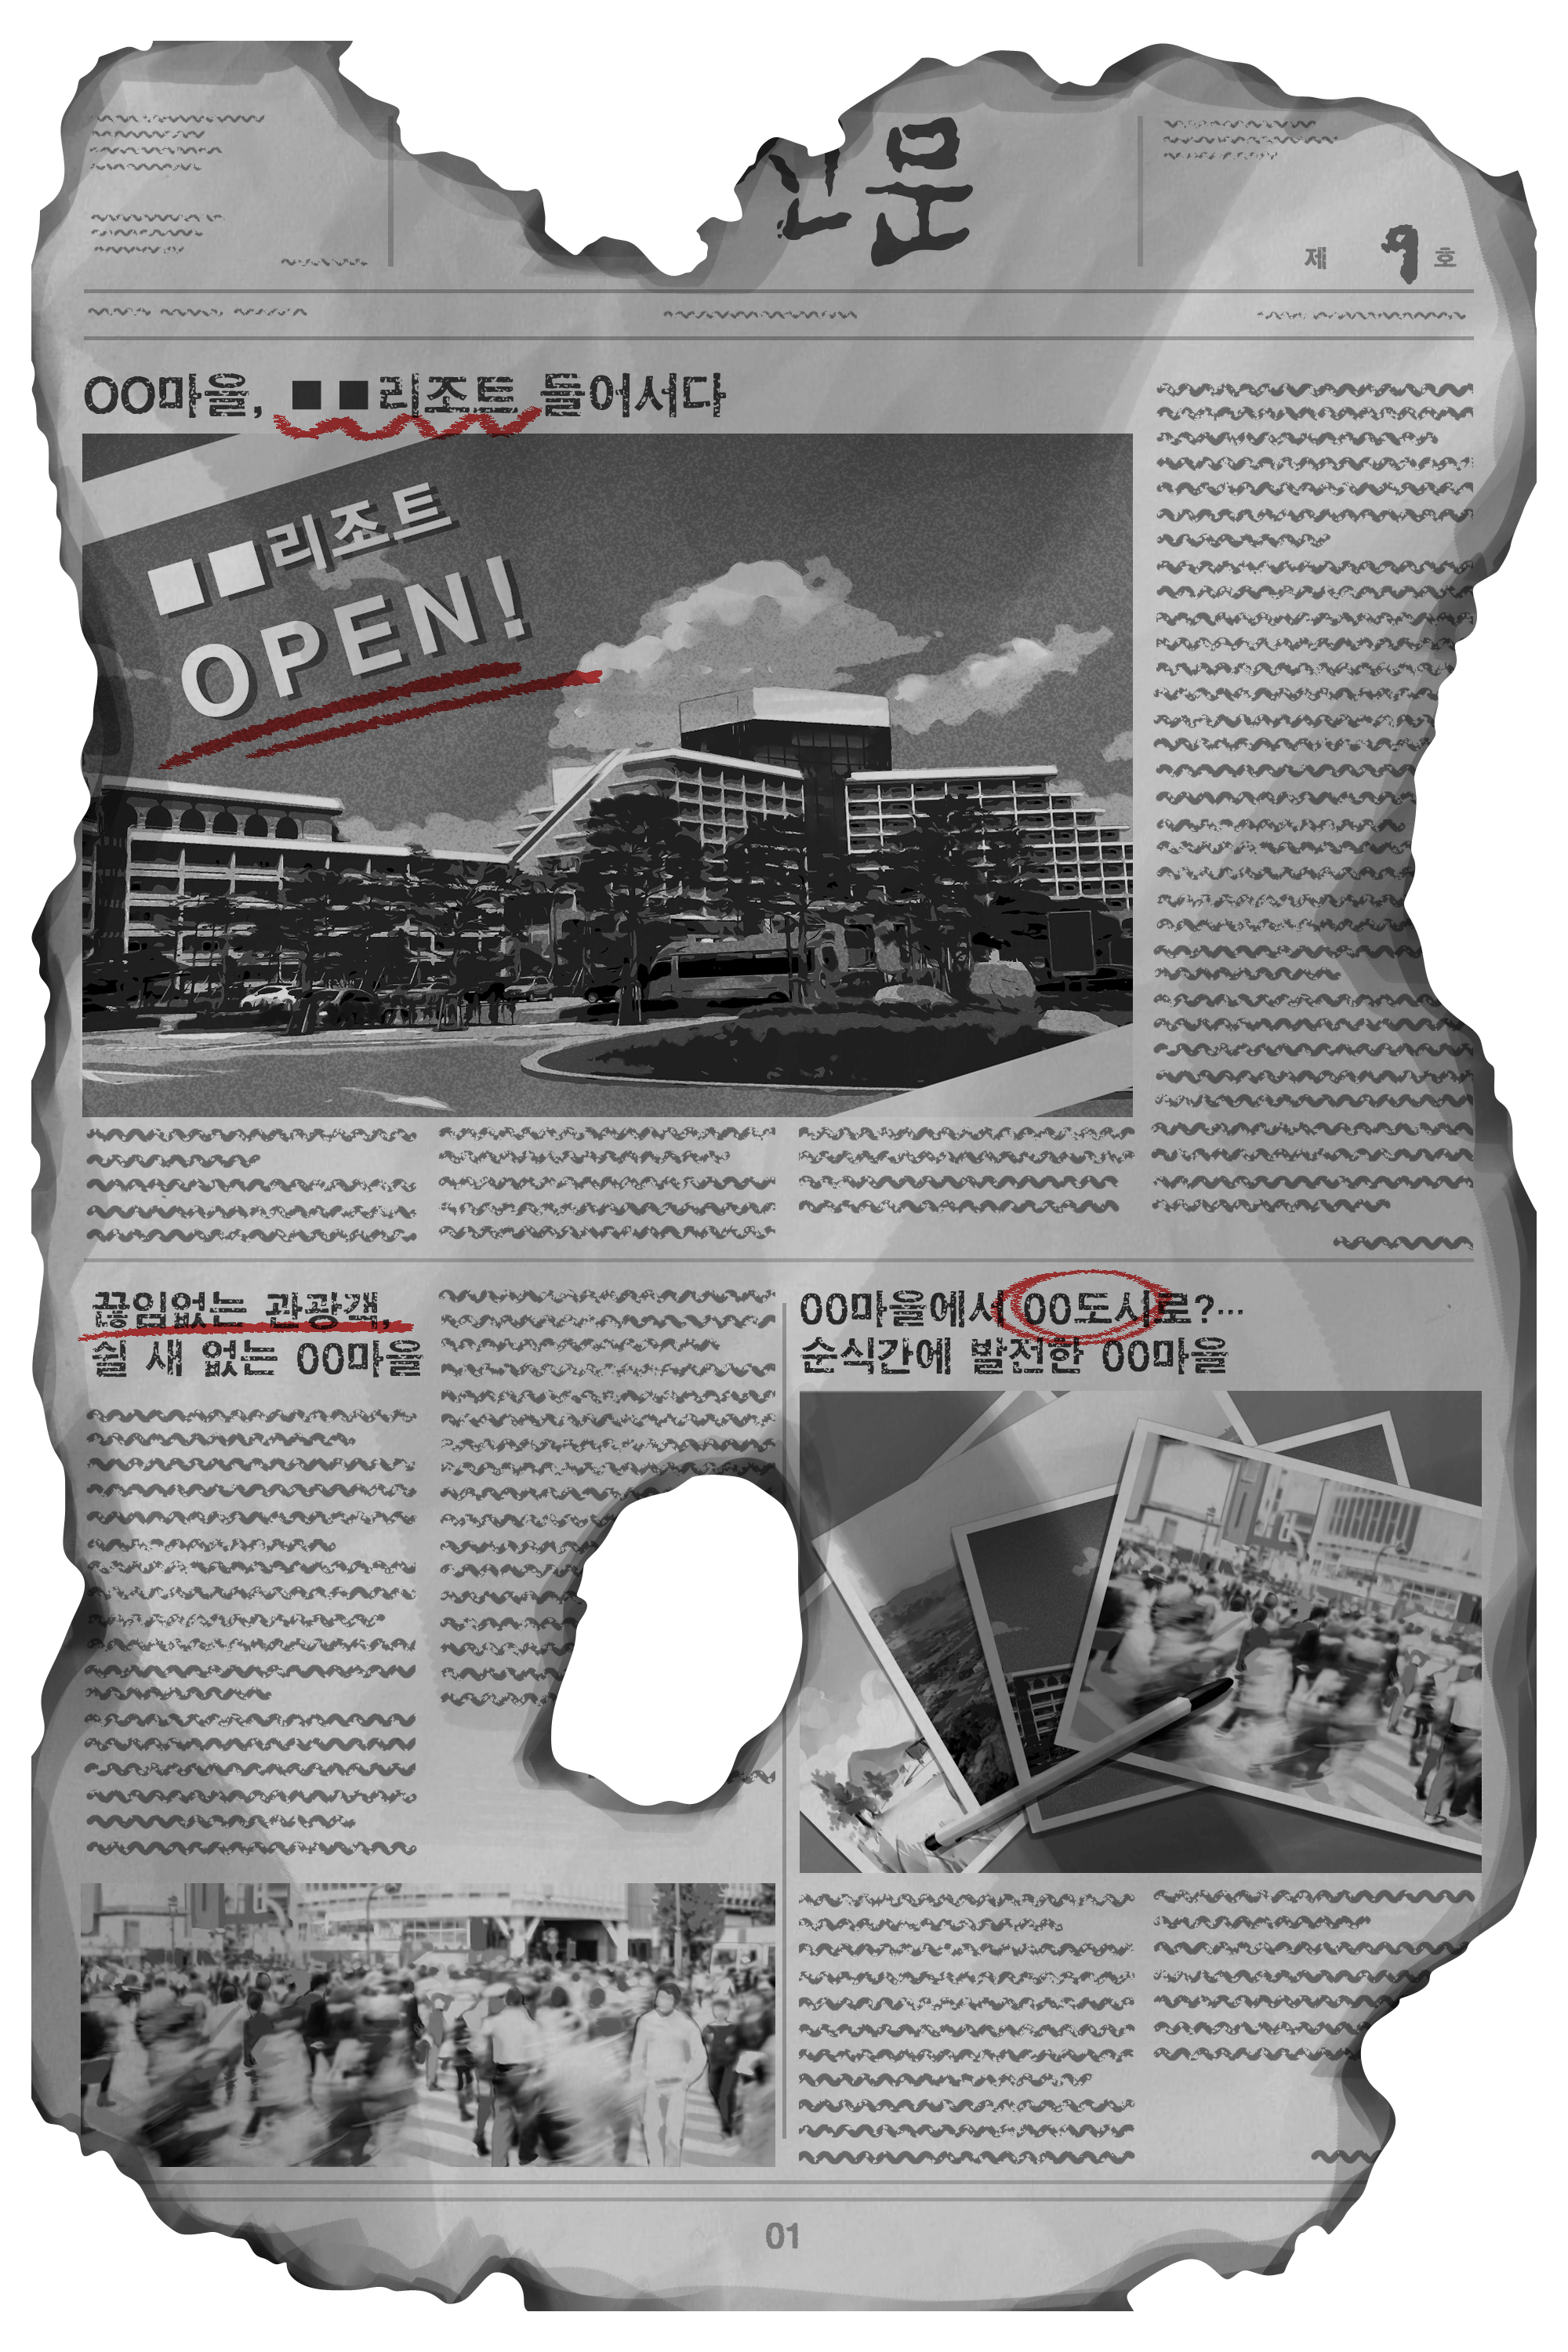 문
제 9 호
OO마을, ■■리조트 들어서다
■■리조트
OPEN!
끊임없는 관광객,
쉴 새 없는 OO마을
OO마을에서 OO도시로?...
순식간에 발전한 OO마을
01